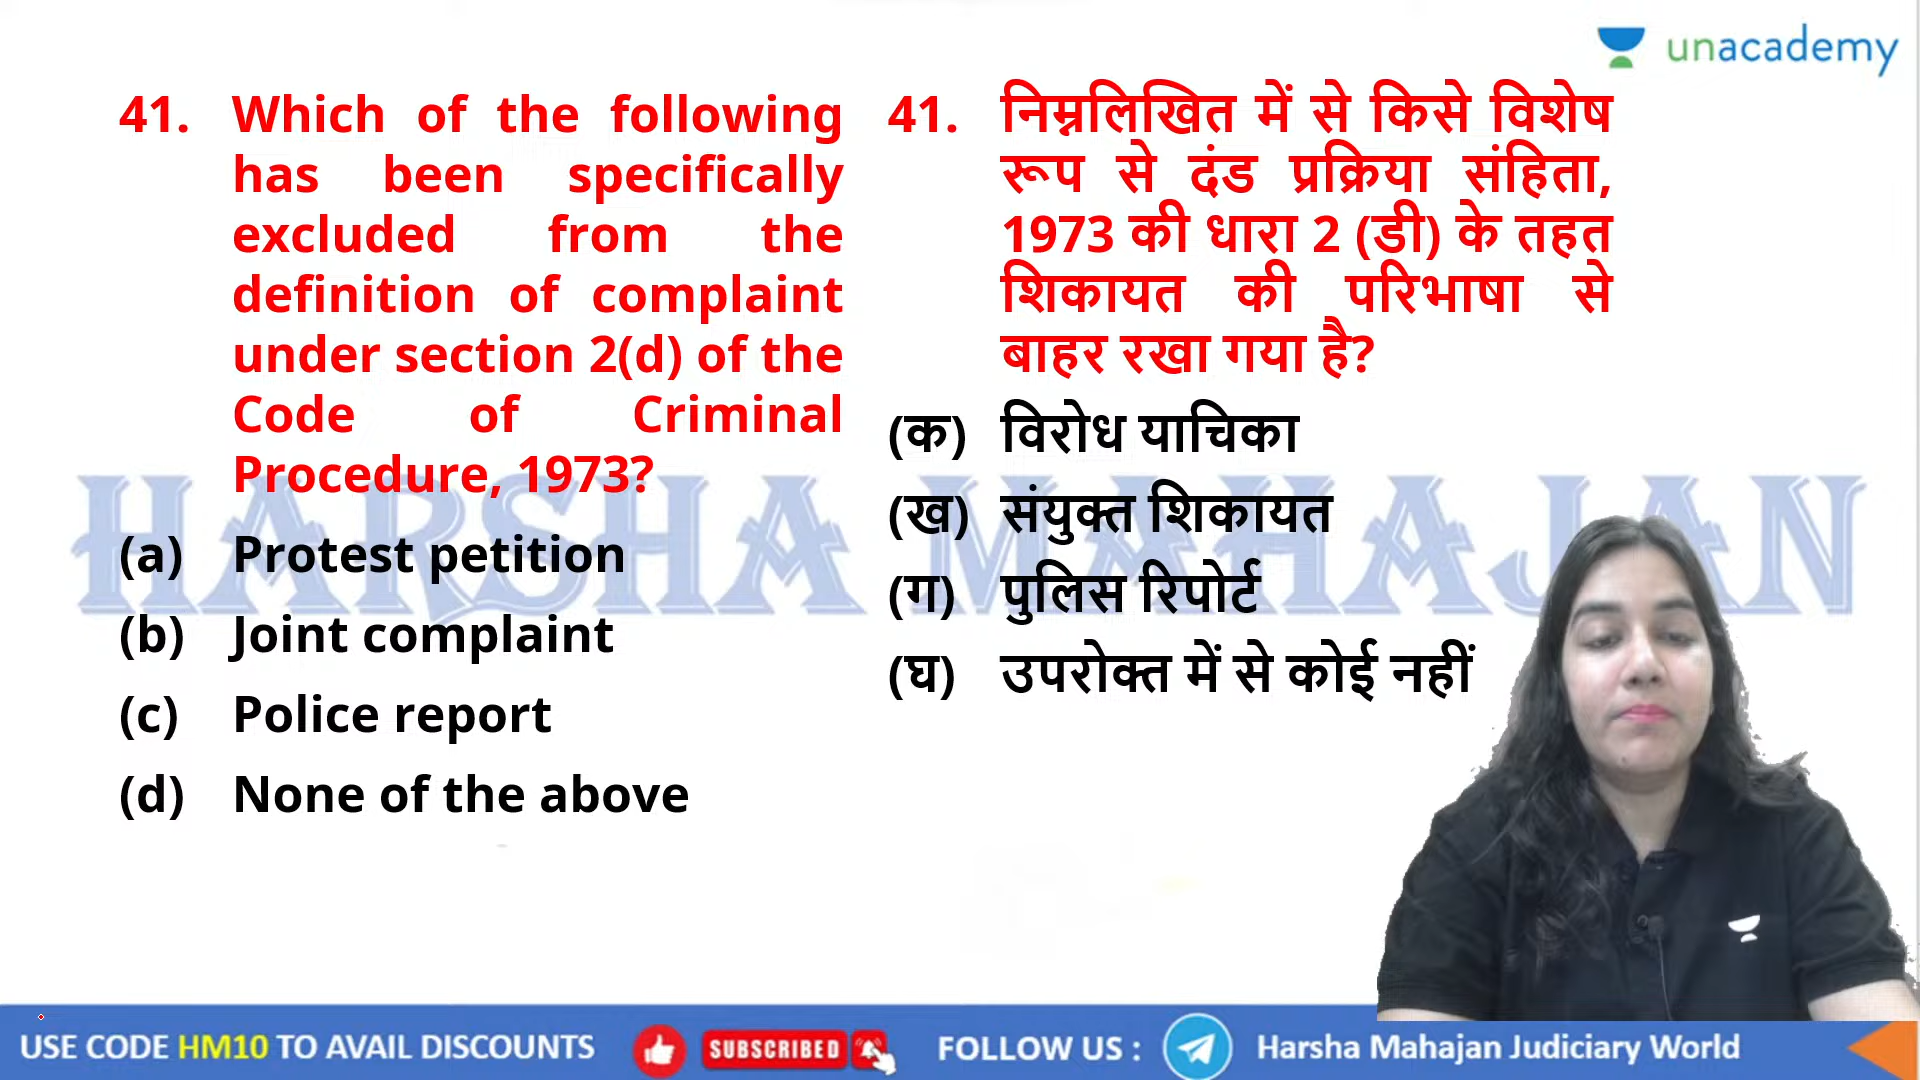 unacademy
41. Which of the following
has been specifically
excluded from the
definition of complaint
under section 2(d) of the
Code of Criminal
Procedure, 1973?
(a) Protest petition
(b) Joint complaint
(c) Police report
(d) None of the above
41. निम्नलिखित में से किसे विशेष
रूप से दंड प्रक्रिया संहिता,
1973 की धारा 2 (डी) के तहत
शिकायत की परिभाषा से
बाहर रखा गया है?
(क) विरोध याचिका
(ख) संयुक्त शिकायत
(ग) पुलिस रिपोर्ट
(घ) उपरोक्त में से कोई नहीं
HARSHA MAHAJAN
USE CODE HM10 TO AVAIL DISCOUNTS
SUBSCRIBED
FOLLOW US :
Harsha Mahajan Judiciary World